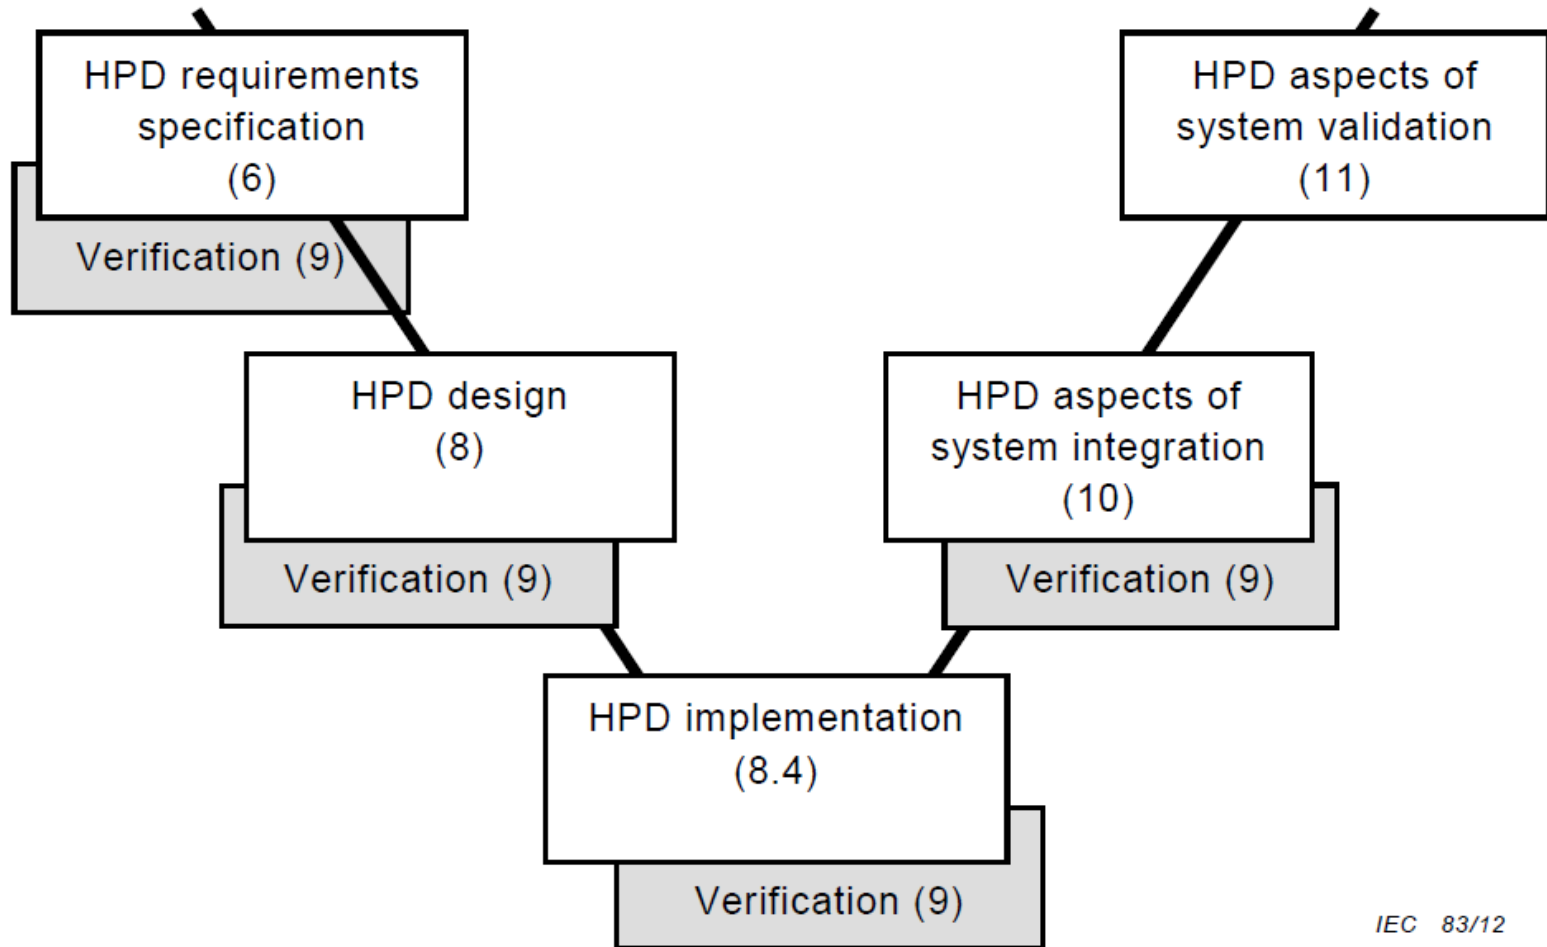 HPD requirements
specification
(6)
Verification (9)
HPD aspects of
system validation
(11)
HPD design
(8)
Verification (9)
HPD aspects of
system integration
(10)
Verification (9)
HPD implementation
(8.4)
Verification (9)
IEC 83/12